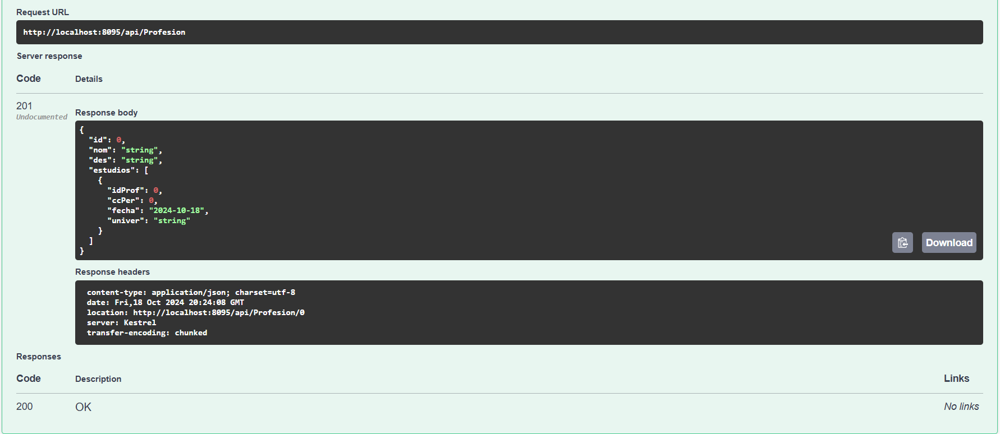 Request URL
http://localhost:8095/api/Profesion
Server response
Code Details
201
Undocumented
Response body
{
  "id": 0,
  "nom": "string",
  "des": "string",
  "estudios": [
    {
      "idProf": 0,
      "ccPer": 0,
      "fecha": "2024-10-18",
      "univer": "string"
    }
  ]
}
Download
Response headers
content-type: application/json; charset=utf-8
date: Fri,18 Oct 2024 20:24:08 GMT
location: http://localhost:8095/api/Profesion/0
server: Kestrel
transfer-encoding: chunked
Responses
Code Description Links
200 OK No links